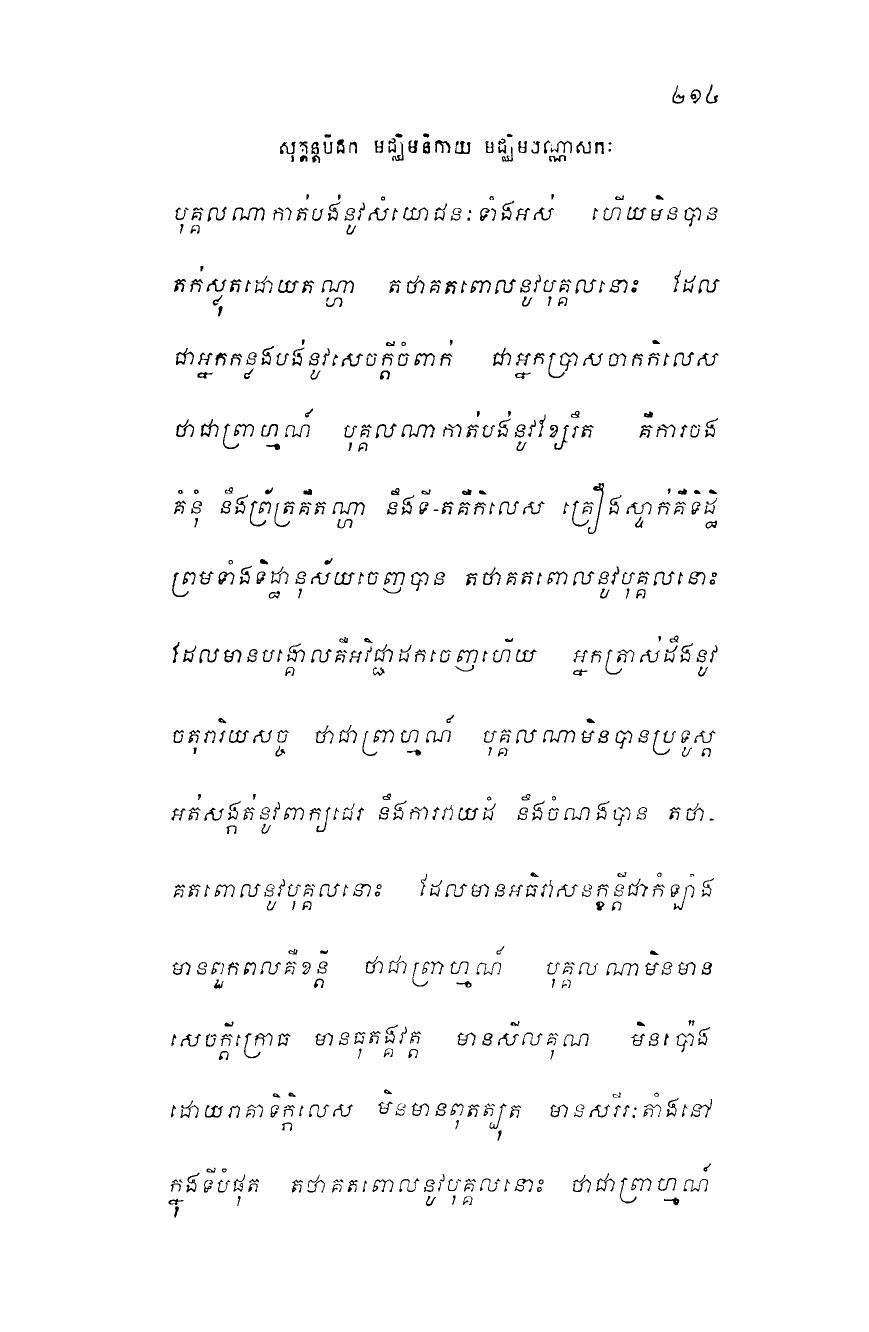 ២១៤
សុត្តន្តបិដក មជ្ឈិមនិកាយ មជ្ឈិមបណ្ណាសកៈ
បុគ្គលណាកាត់បង់នូវសំយោជនៈទាំងអស់ ហើយមិនបាន
តក់ស្លុតដោយតណ្ហា តថាគតពោលនូវបុគ្គលនោះ ដែល
ជាអ្នកកន្លងបង់នូវសេចក្តីចំពាក់ ជាអ្នកប្រាសចាកកិលេស
ថាជាព្រាហ្មណ៍ បុគ្គលណាកាត់បង់នូវខ្សែរឹត គឺការចង
គំនុំ នឹងព្រ័ត្រគឺតណ្ហា នឹងទី-តគឺកិលេស គ្រឿងស្ទាក់គឺទិដ្ឋិ
ព្រមទាំងទិដ្ឋានុស័យចេញបាន តថាគតពោលនូវបុគ្គលនោះ
ដែលមានបង្គោលគឺអវិជ្ជាដកចេញហើយ អ្នកត្រាស់ដឹងនូវ
ចតុរារិយសច្ច ថាជាព្រាហ្មណ៍ បុគ្គលណាមិនបានប្រទូស្ត
អត់សង្កត់នូវពាក្យជេរ នឹងការវាយដំ នឹងចំណងបាន តថា-
គតពោលនូវបុគ្គលនោះ ដែលមានអធិវាសនក្ខន្តីជាកំឡាំង
មានពួកពលគឺខន្តី ថាជាព្រាហ្មណ៍ បុគ្គលណាមិនមាន
សេចក្តីក្រោធ មានធុតង្គវត្ត មានសីលគុណ មិនប៉ោង
ដោយរាគាទិក្កិលេស មិនមានពុតត្បុត មានសរីរៈតាំងនៅ
ក្នុងទីបំផុត តថាគតពោលនូវបុគ្គលនោះ ថាជាព្រាហ្មណ៍